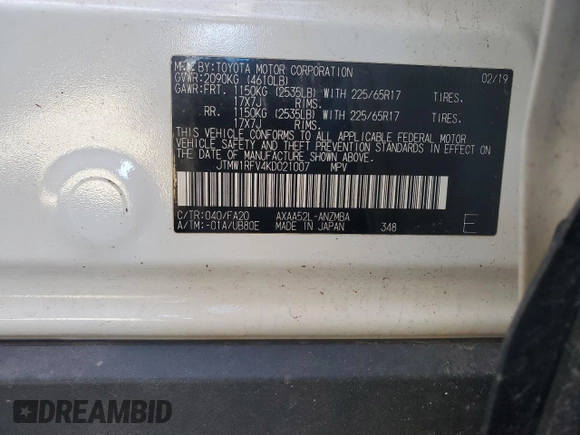 MFD. BY: TOYOTA MOTOR CORPORATION 02/19
GVWR: 2090KG (4610LB)
GAWR: FRT. 1150KG (2535LB) WITH 225/65R17 TIRES.
17X7J RIMS.
RR. 1150KG (2535LB) WITH 225/65R17 TIRES.
17X7J RIMS.
THIS VEHICLE CONFORMS TO ALL APPLICABLE FEDERAL MOTOR
VEHICLE SAFETY AND THEFT PREVENTION STANDARDS IN EFFECT
ON THE DATE OF MANUFACTURE SHOWN ABOVE.
JTMW1RFV4KD021007 MPV
C/TR: 040/FA20 AXAA52L-ANZMBA
A/TM: -01A/UB80E MADE IN JAPAN 348 E
DREAMBID